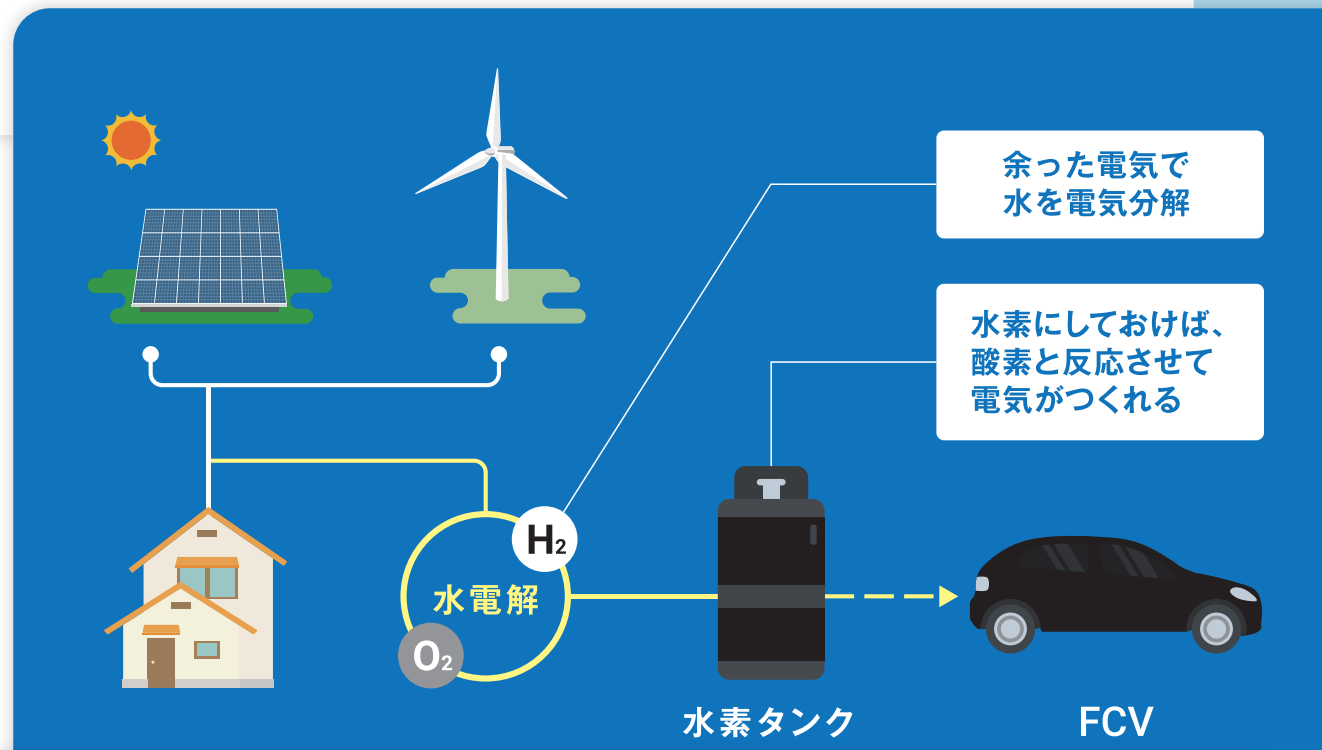 余った電気で
水を電気分解
水素にしておけば、
酸素と反応させて
電気がつくれる
H₂
水電解
O₂
水素タンク
FCV